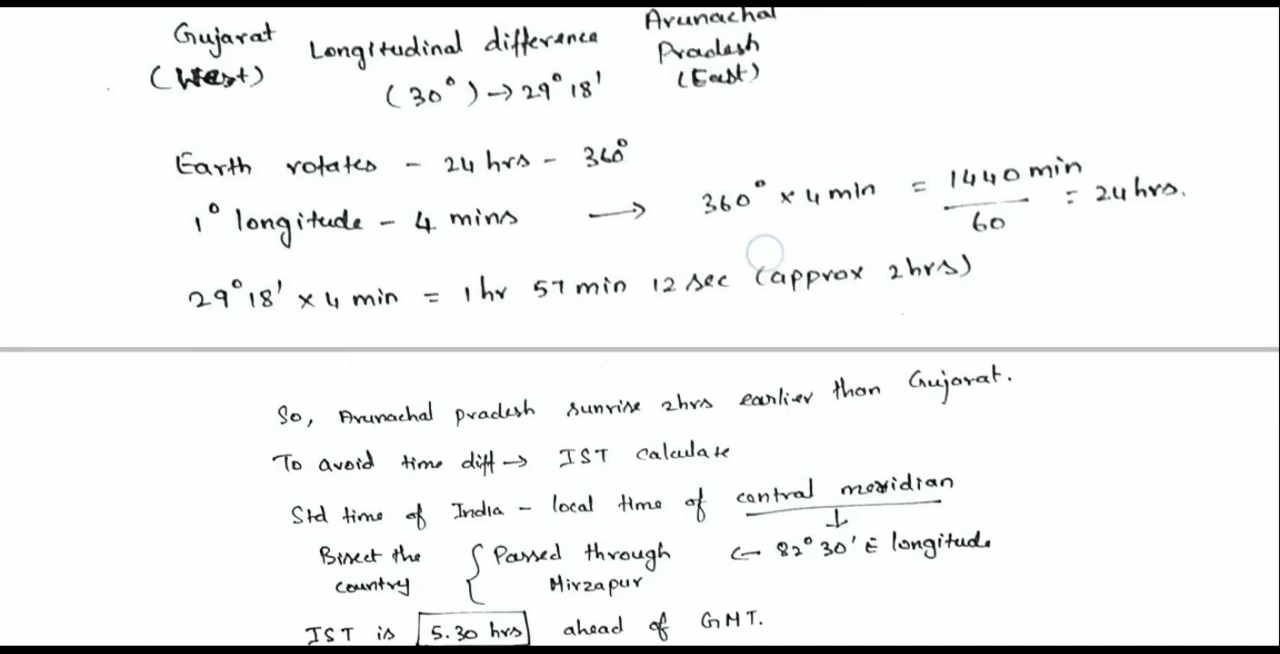 Gujarat Longitudinal difference Arunachal
(West) (30°) → 29° 18' Pradesh
(East)
Earth rotates - 24 hrs - 360°
1° longitude - 4 mins → 360° x 4 min = 1440 min / 60 = 24 hrs.
29° 18' x 4 min = 1 hr 57 min 12 sec (approx 2 hrs)
So, Arunachal pradesh sunrise 2hrs earlier than Gujarat.
To avoid time diff → IST calculate
Std time of India - local time of central meridian
Bisect the { Passed through ← 82° 30' E longitude
country Mirzapur
IST is 5.30 hrs ahead of GMT.